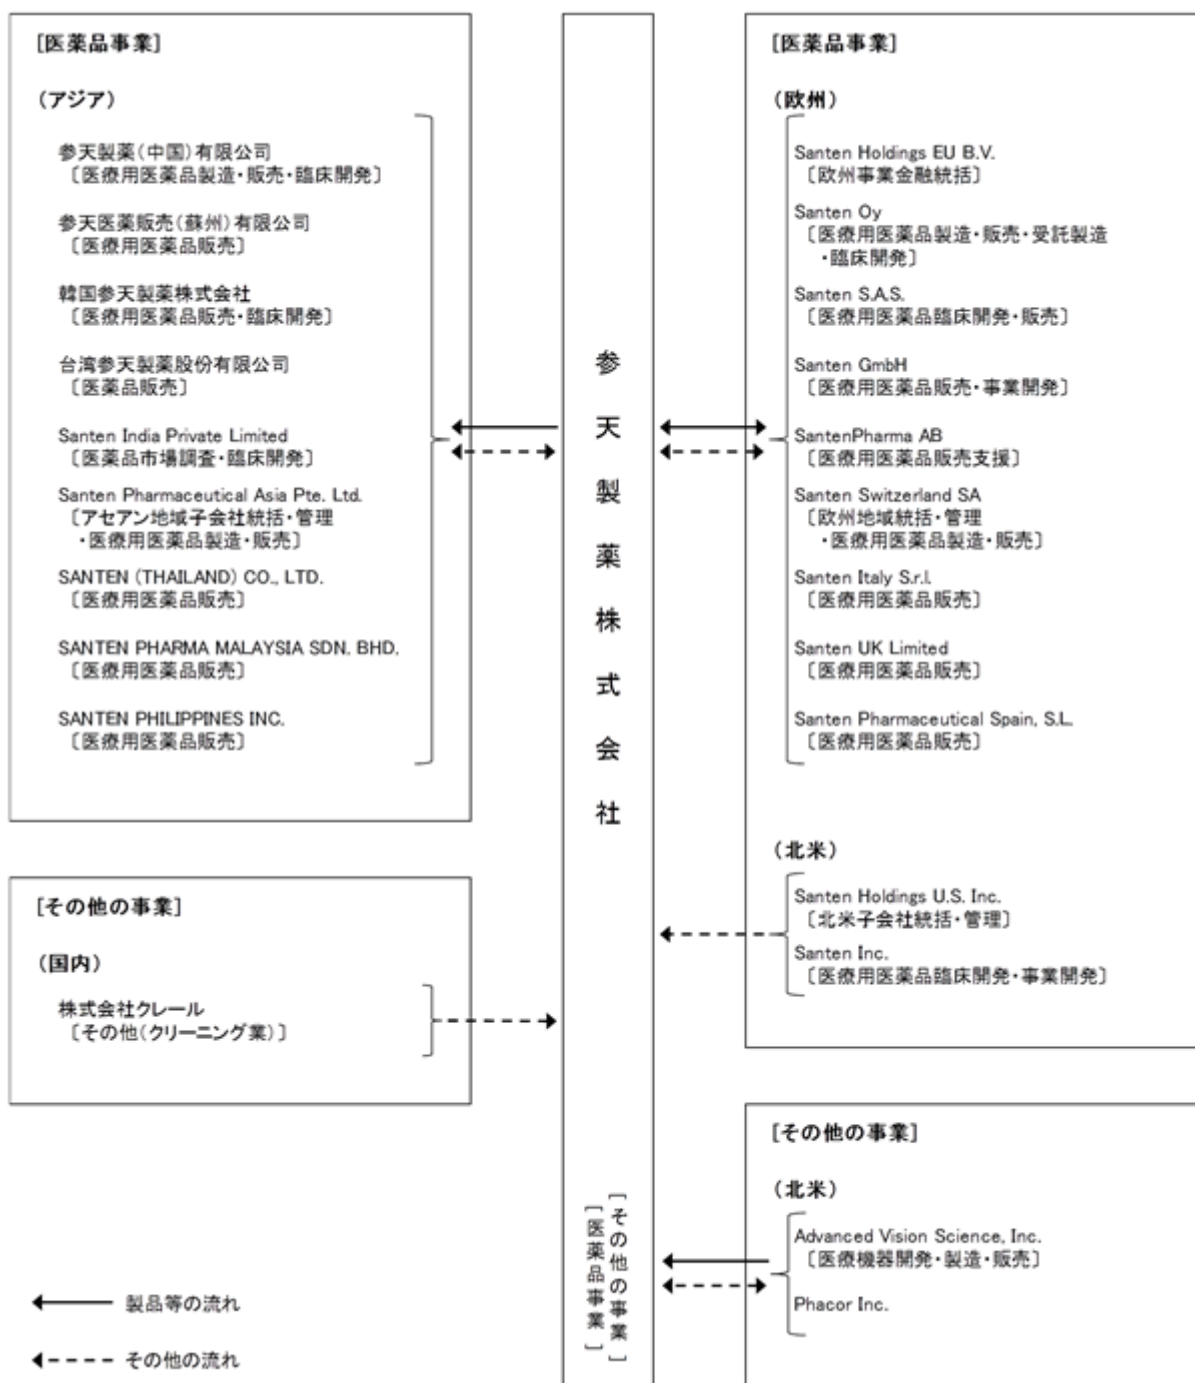 [医薬品事業]
(アジア)
参天製薬(中国)有限公司
〔医療用医薬品製造・販売・臨床開発〕
参天医薬販売(蘇州)有限公司
〔医療用医薬品販売〕
韓国参天製薬株式会社
〔医療用医薬品販売・臨床開発〕
台湾参天製薬股份有限公司
〔医薬品販売〕
Santen India Private Limited
〔医薬品市場調査・臨床開発〕
Santen Pharmaceutical Asia Pte. Ltd.
〔アセアン地域子会社統括・管理
・医療用医薬品製造・販売〕
SANTEN (THAILAND) CO., LTD.
〔医療用医薬品販売〕
SANTEN PHARMA MALAYSIA SDN. BHD.
〔医療用医薬品販売〕
SANTEN PHILIPPINES INC.
〔医療用医薬品販売〕
[その他の事業]
(国内)
株式会社クレール
〔その他(クリーニング業)〕
製品等の流れ
その他の流れ
参天製薬株式会社
[医薬品事業]
[その他の事業]
[医薬品事業]
(欧州)
Santen Holdings EU B.V.
〔欧州事業金融統括〕
Santen Oy
〔医療用医薬品製造・販売・受託製造
・臨床開発〕
Santen S.A.S.
〔医療用医薬品臨床開発・販売〕
Santen GmbH
〔医療用医薬品販売・事業開発〕
SantenPharma AB
〔医療用医薬品販売支援〕
Santen Switzerland SA
〔欧州地域統括・管理
・医療用医薬品製造・販売〕
Santen Italy S.r.l.
〔医療用医薬品販売〕
Santen UK Limited
〔医療用医薬品販売〕
Santen Pharmaceutical Spain, S.L.
〔医療用医薬品販売〕
(北米)
Santen Holdings U.S. Inc.
〔北米子会社統括・管理〕
Santen Inc.
〔医療用医薬品臨床開発・事業開発〕
[その他の事業]
(北米)
Advanced Vision Science, Inc.
〔医療機器開発・製造・販売〕
Phacor Inc.